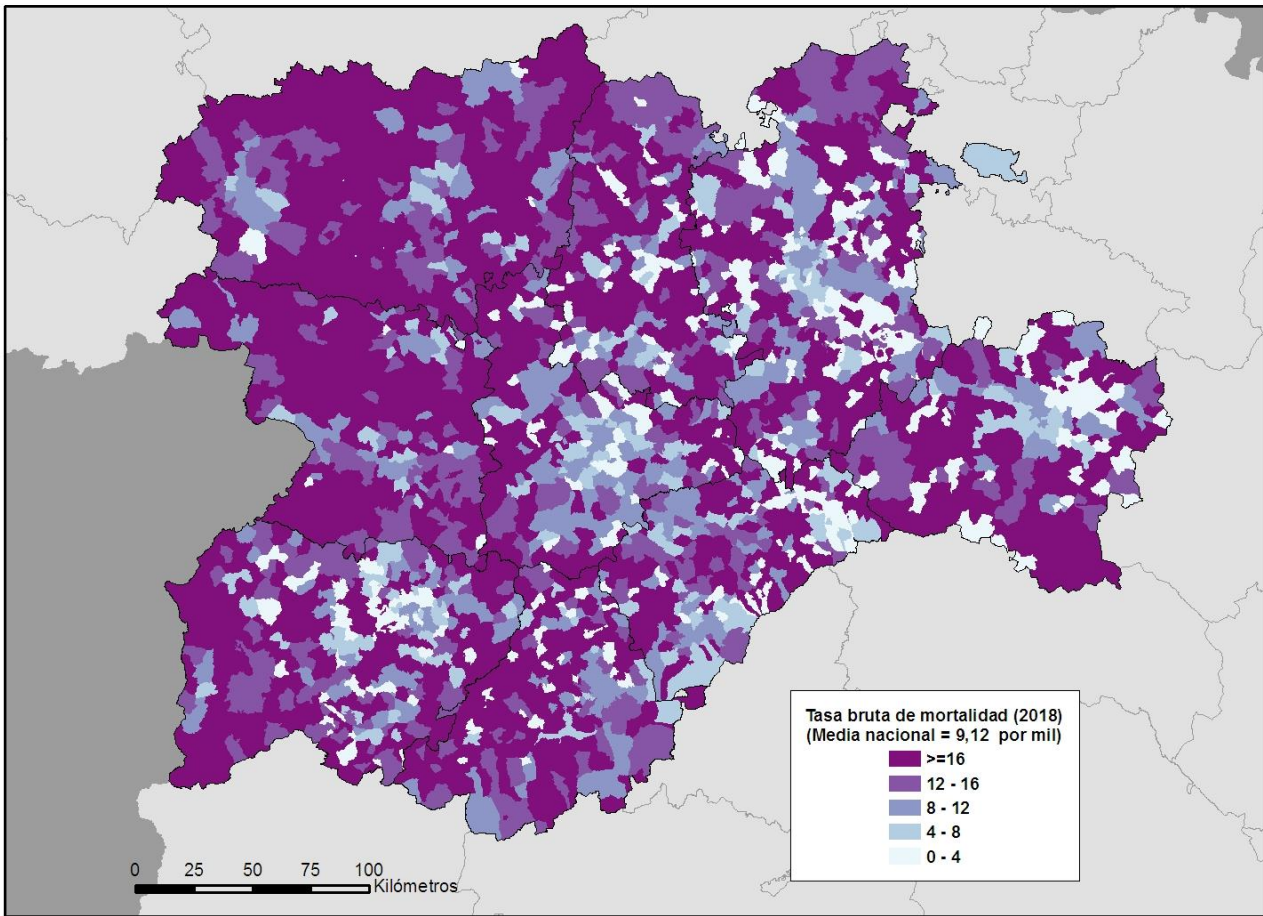 Tasa bruta de mortalidad (2018)
(Media nacional = 9,12 por mil)
>=16
12 - 16
8 - 12
4 - 8
0 - 4
0 25 50 75 100
Kilómetros